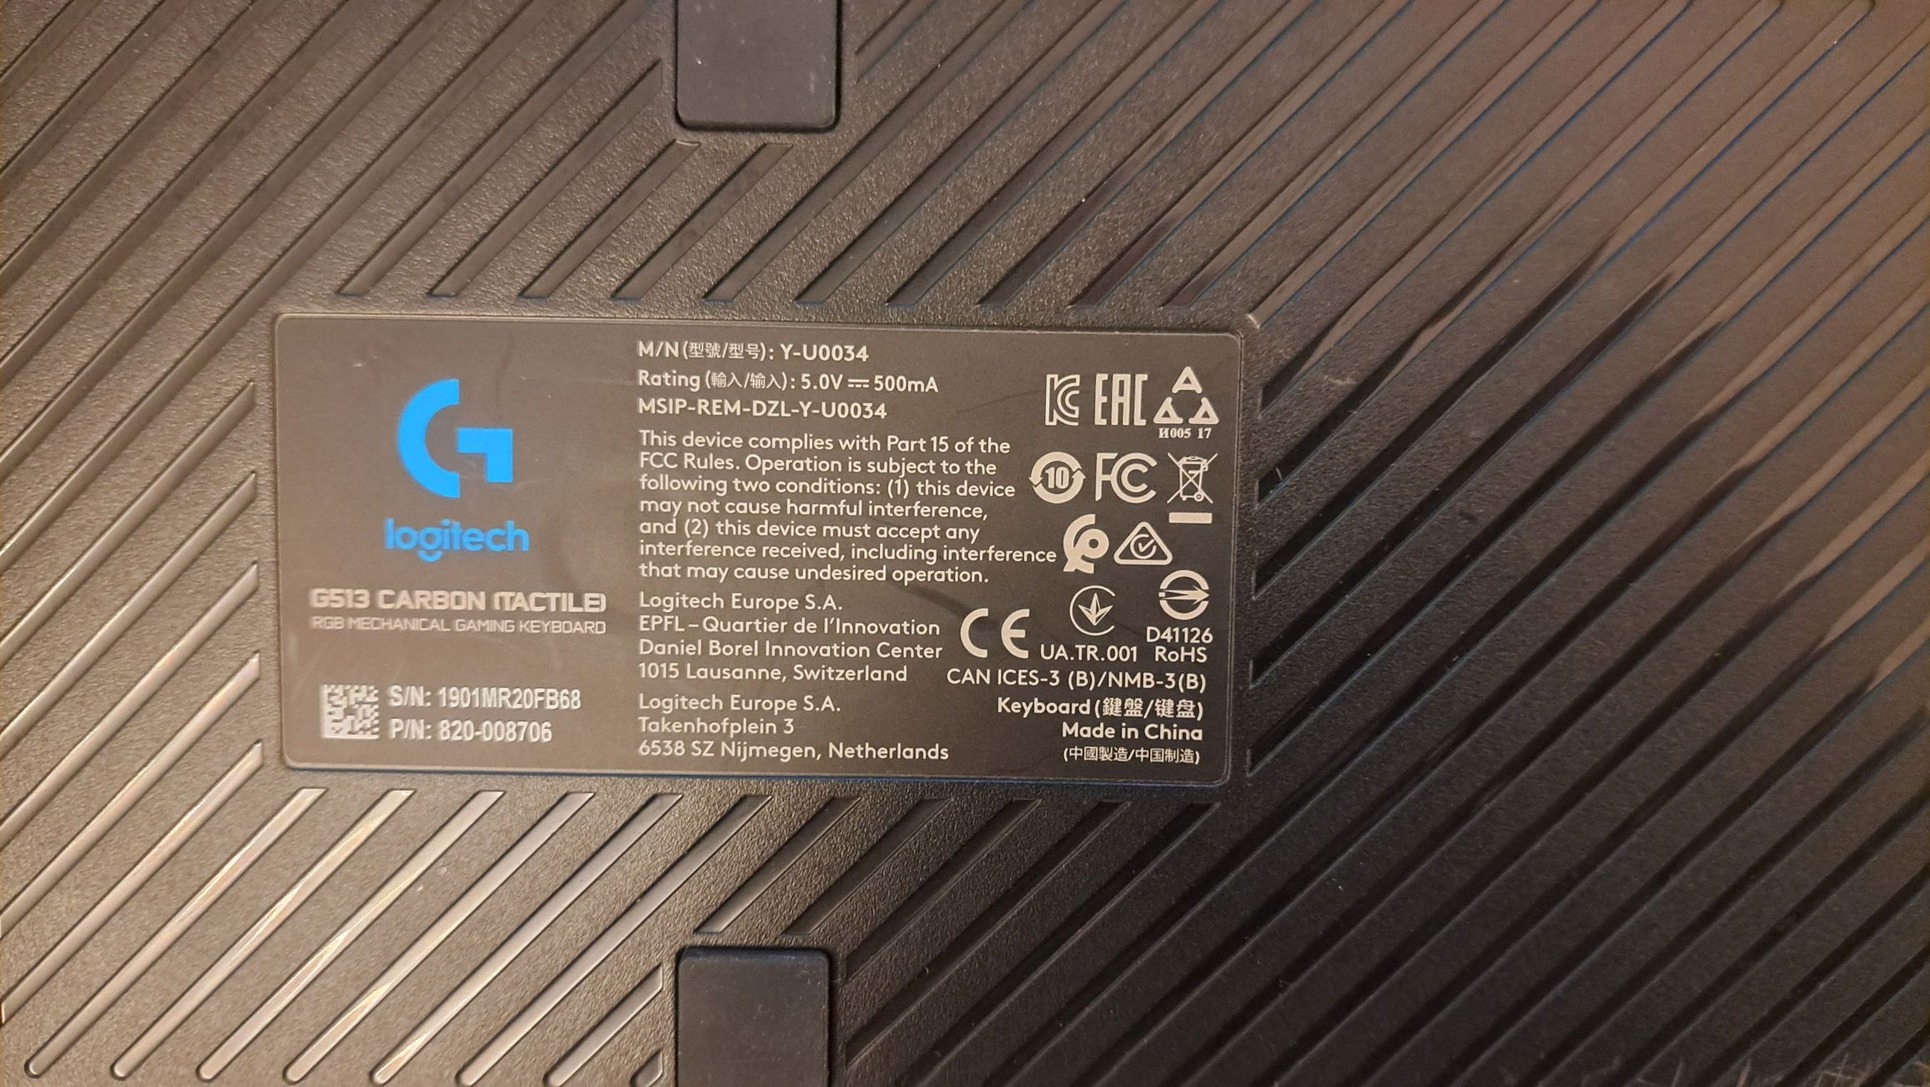 logitech
G513 CARBON (TACTILE)
RGB MECHANICAL GAMING KEYBOARD
S/N: 1901MR20FB68
P/N: 820-008706
M/N(型號/型号): Y-U0034
Rating (輸入/输入): 5.0V ⎓ 500mA
MSIP-REM-DZL-Y-U0034
This device complies with Part 15 of the
FCC Rules. Operation is subject to the
following two conditions: (1) this device
may not cause harmful interference,
and (2) this device must accept any
interference received, including interference
that may cause undesired operation.
Logitech Europe S.A.
EPFL – Quartier de l'Innovation
Daniel Borel Innovation Center
1015 Lausanne, Switzerland
Logitech Europe S.A.
Takenhofplein 3
6538 SZ Nijmegen, Netherlands
EAC
И005 17
10
FC
CE
UA.TR.001
D41126
RoHS
CAN ICES-3 (B)/NMB-3(B)
Keyboard (鍵盤/键盘)
Made in China
(中國製造/中国制造)